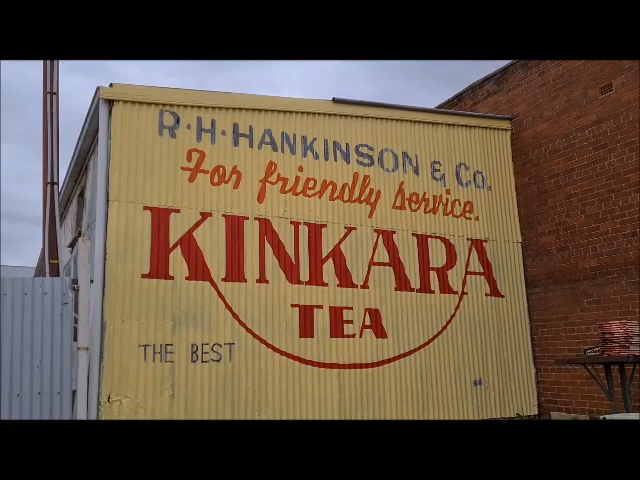 R·H·HANKINSON & Co.
For friendly service.
KINKARA
TEA
THE BEST